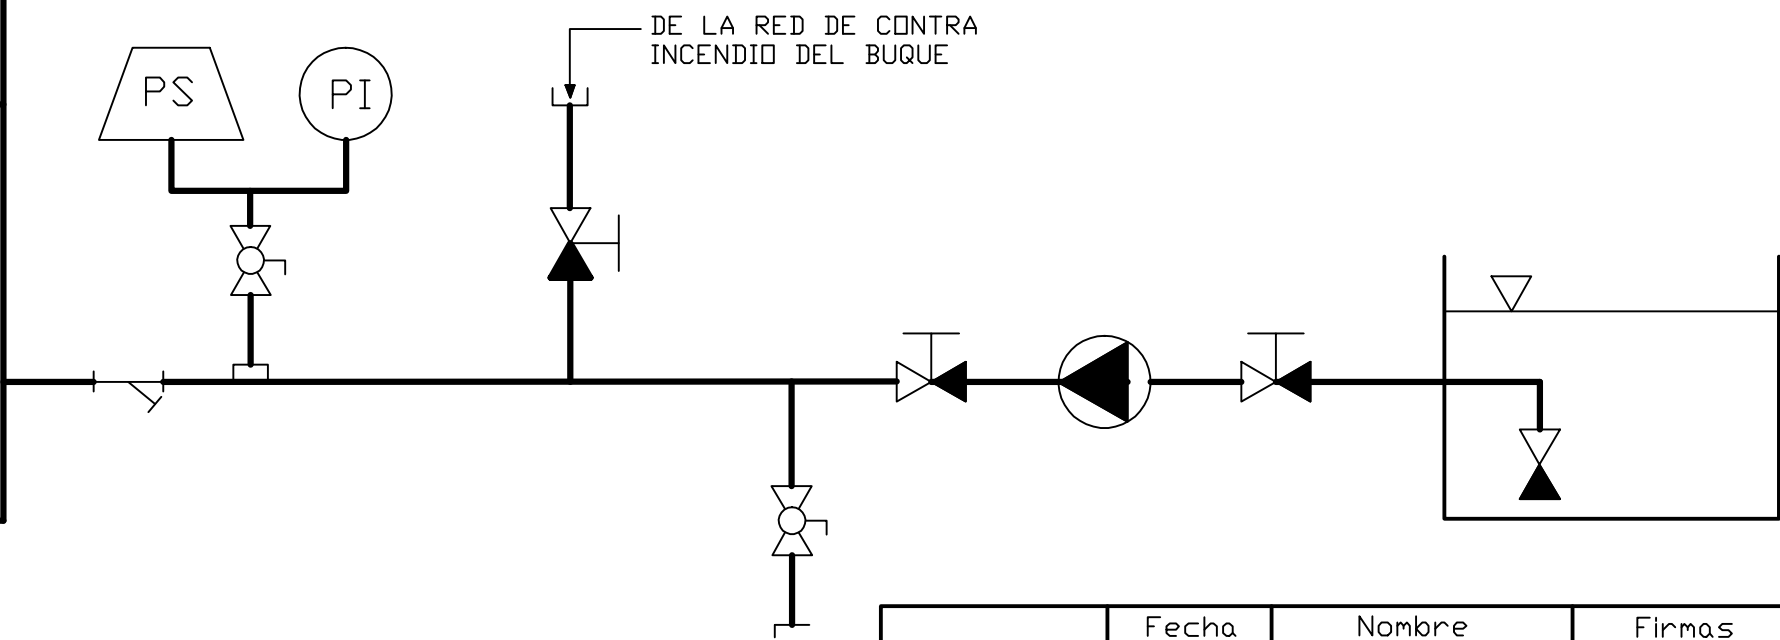 DE LA RED DE CONTRA
INCENDIO DEL BUQUE
PS
PI
Fecha
Nombre
Firmas